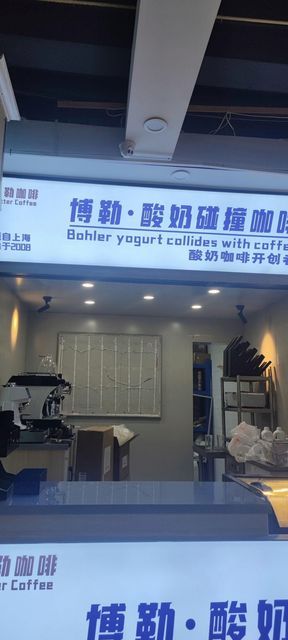 勒咖啡
ter Coffee
自上海
于2008
博勒·酸奶碰撞咖啡
Bohler yogurt collides with coffe
酸奶咖啡开创者
勒咖啡
er Coffee
博勒·酸奶